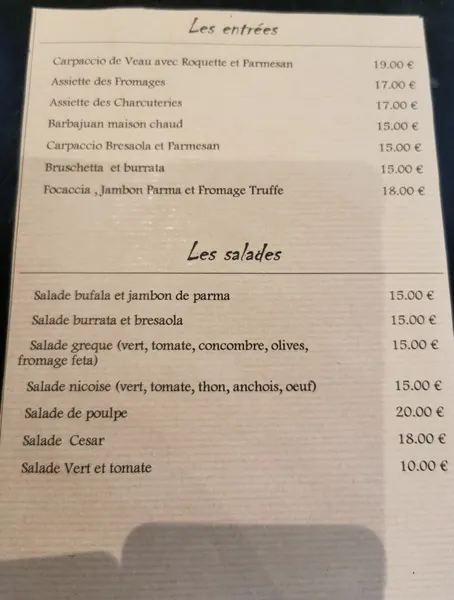 Les entrées
Carpaccio de Veau avec Roquette et Parmesan 19.00 €
Assiette des Fromages 17.00 €
Assiette des Charcuteries 17.00 €
Barbajuan maison chaud 15.00 €
Carpaccio Bresaola et Parmesan 15.00 €
Bruschetta et burrata 15.00 €
Focaccia , Jambon Parma et Fromage Truffe 18.00 €
Les salades
Salade bufala et jambon de parma 15.00 €
Salade burrata et bresaola 15.00 €
Salade greque (vert, tomate, concombre, olives, 15.00 €
fromage feta)
Salade nicoise (vert, tomate, thon, anchois, oeuf) 15.00 €
Salade de poulpe 20.00 €
Salade Cesar 18.00 €
Salade Vert et tomate 10.00 €